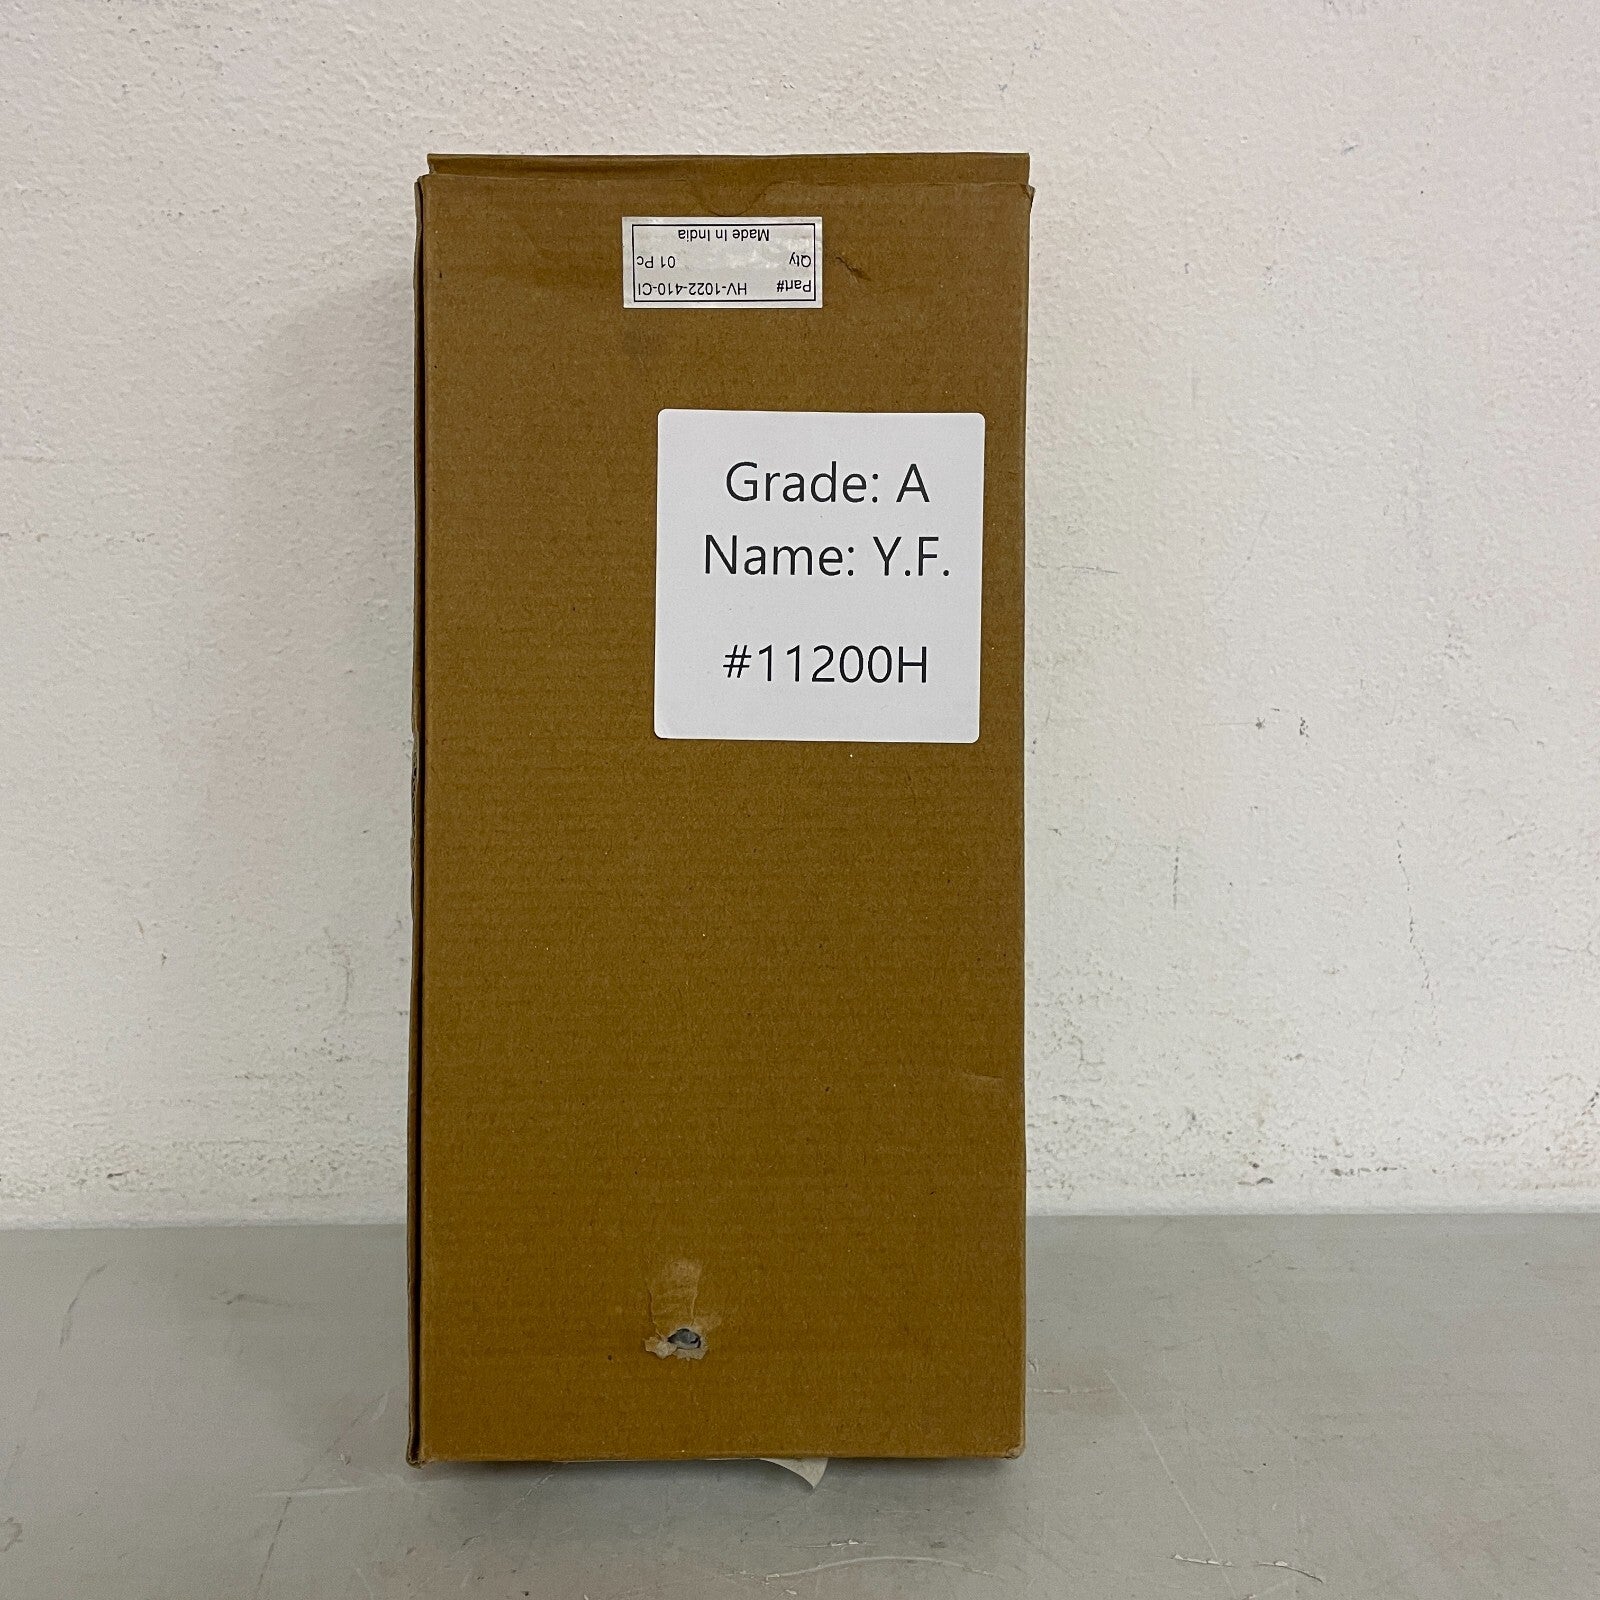 Part# HV-1022-410-CI
Qty 01 Pc
Made In India
Grade: A
Name: Y.F.
#11200H